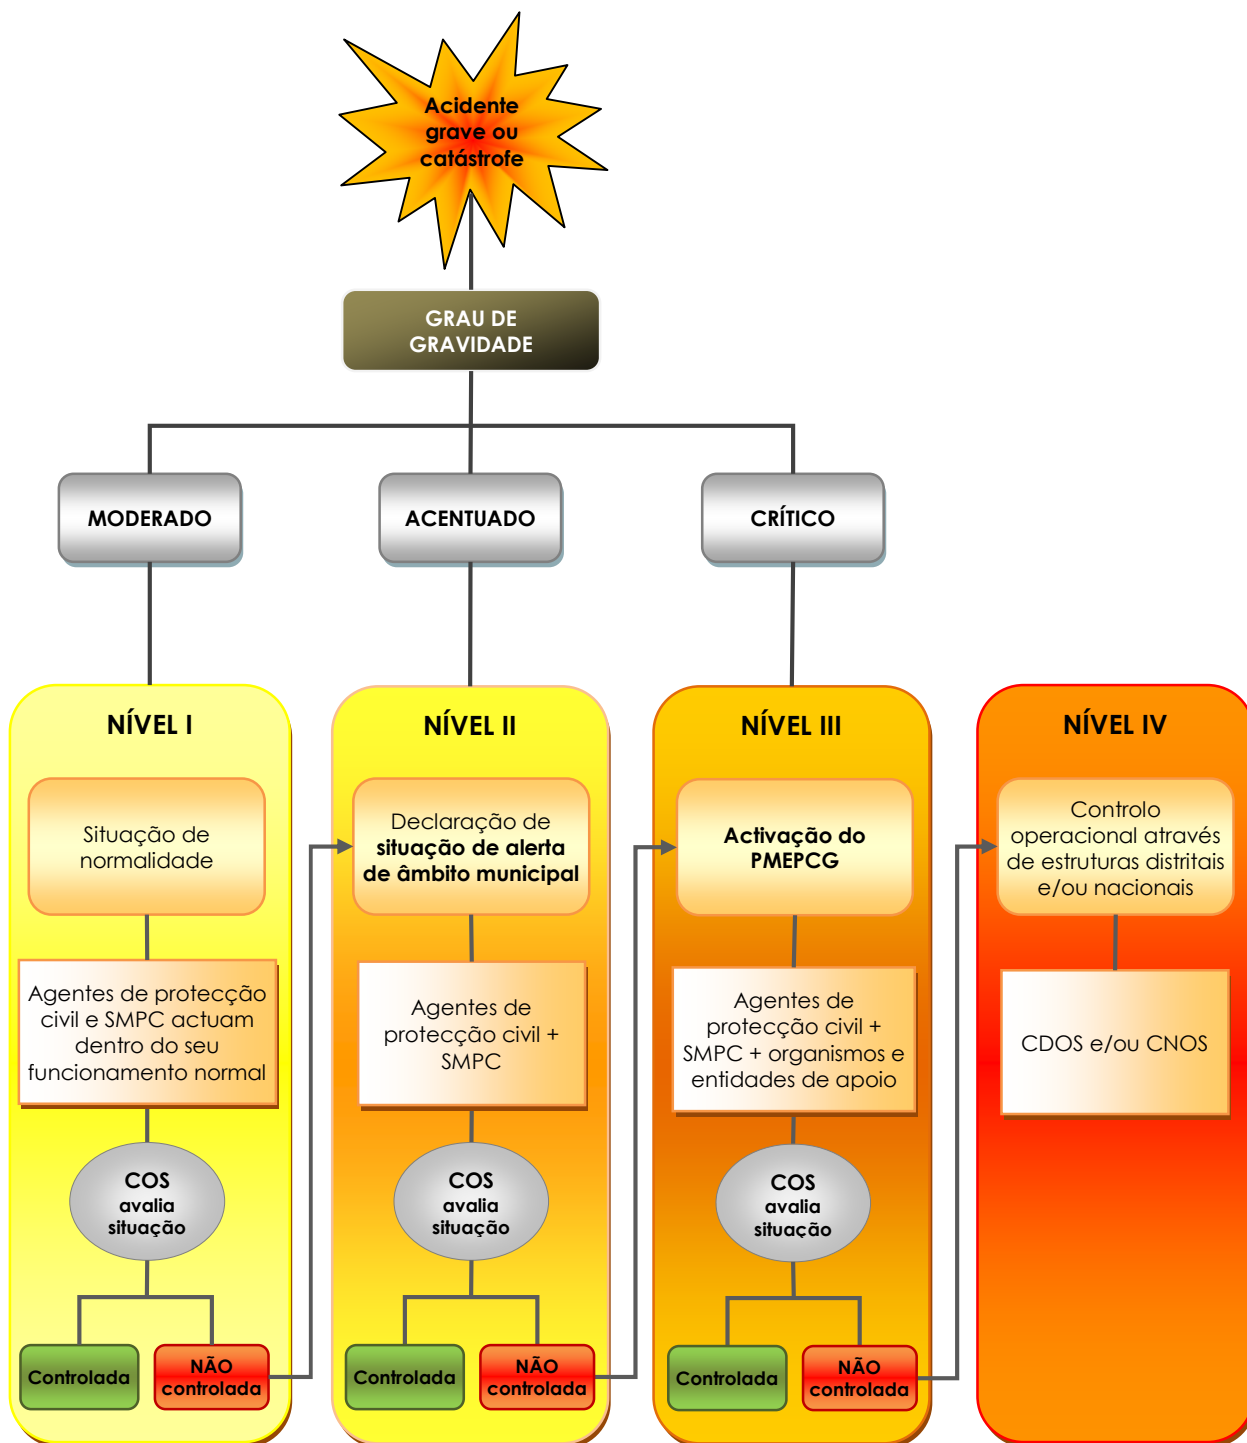 Acidente
grave ou
catástrofe
GRAU DE
GRAVIDADE
MODERADO
ACENTUADO
CRÍTICO
NÍVEL I
Situação de
normalidade
Agentes de protecção
civil e SMPC actuam
dentro do seu
funcionamento normal
COS
avalia
situação
Controlada
NÃO
controlada
NÍVEL II
Declaração de
situação de alerta
de âmbito municipal
Agentes de
protecção civil +
SMPC
COS
avalia
situação
Controlada
NÃO
controlada
NÍVEL III
Activação do
PMEPCG
Agentes de
protecção civil +
SMPC + organismos e
entidades de apoio
COS
avalia
situação
Controlada
NÃO
controlada
NÍVEL IV
Controlo
operacional através
de estruturas distritais
e/ou nacionais
CDOS e/ou CNOS